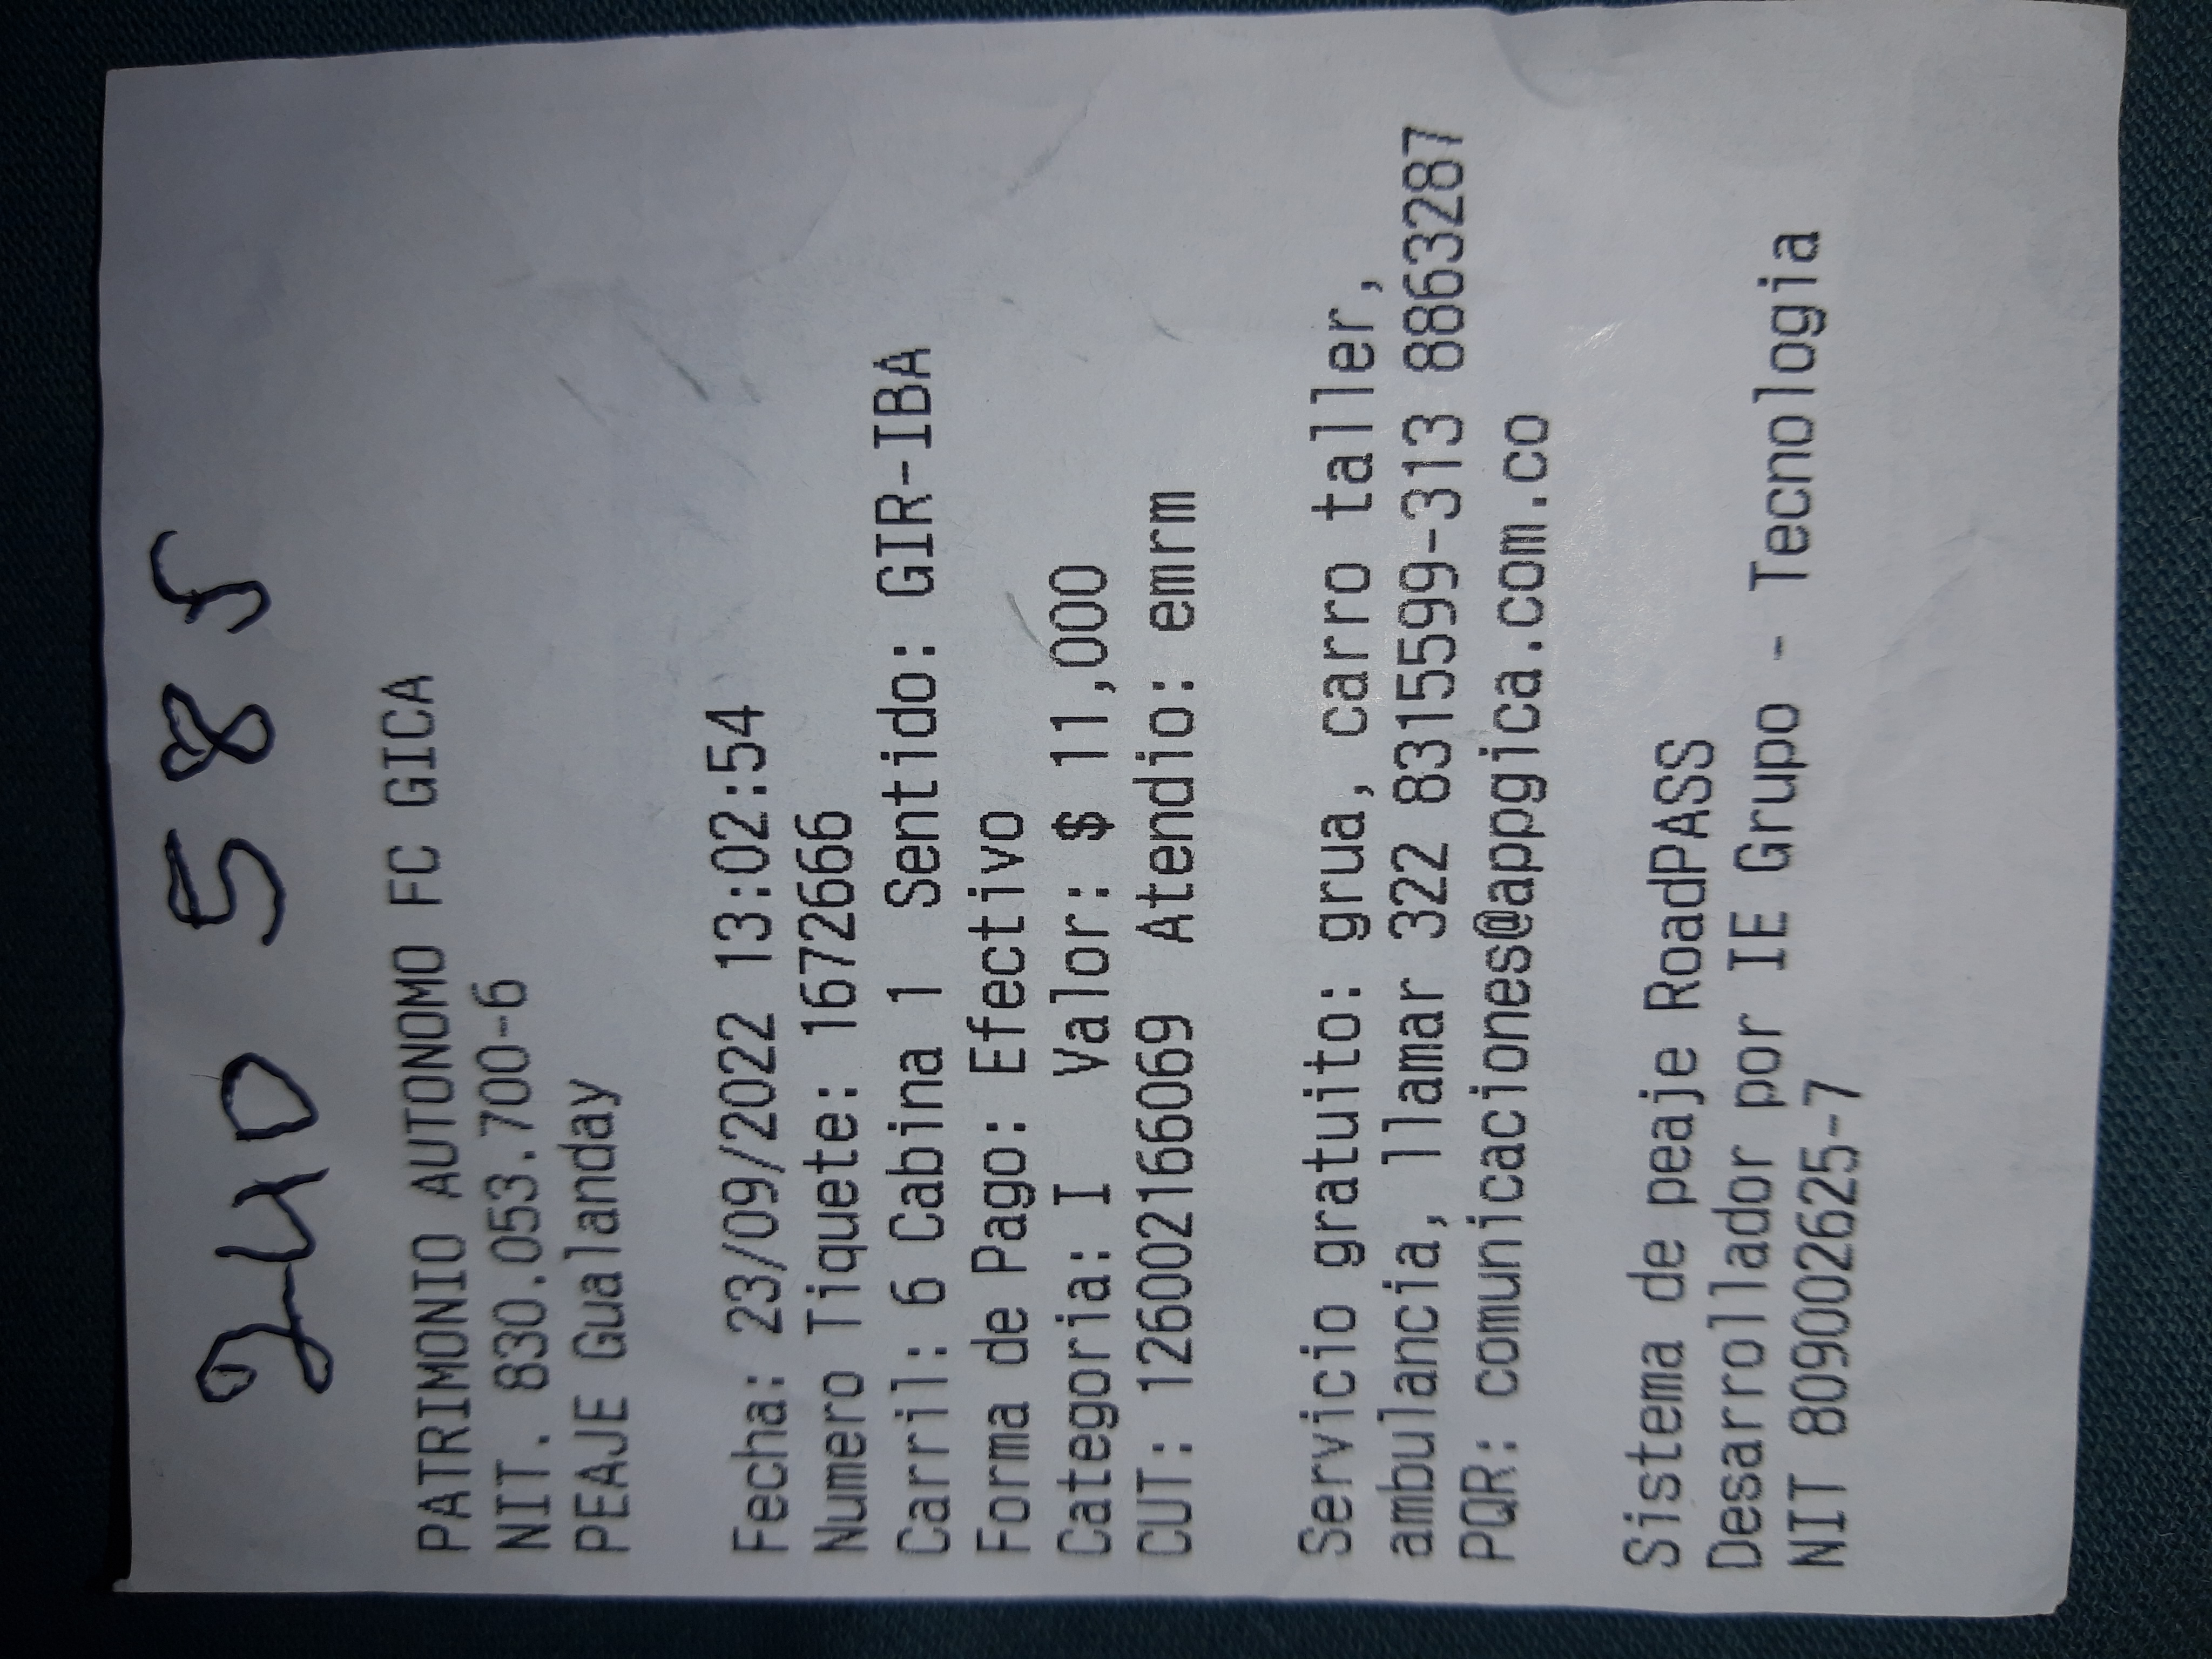 240 585
PATRIMONIO AUTONOMO FC GICA
NIT. 830.053.700-6
PEAJE Gualanday
Fecha: 23/09/2022 13:02:54
Numero Tiquete: 1672666
Carril: 6 Cabina 1 Sentido: GIR-IBA
Forma de Pago: Efectivo
Categoria: I Valor: $ 11,000
CUT: 126002166069 Atendio: emrm
Servicio gratuito: grua, carro taller,
ambulancia, llamar 322 8315599-313 8863287
PQR: comunicaciones@appgica.com.co
Sistema de peaje RoadPASS
Desarrollador por IE Grupo - Tecnologia
NIT 809002625-7